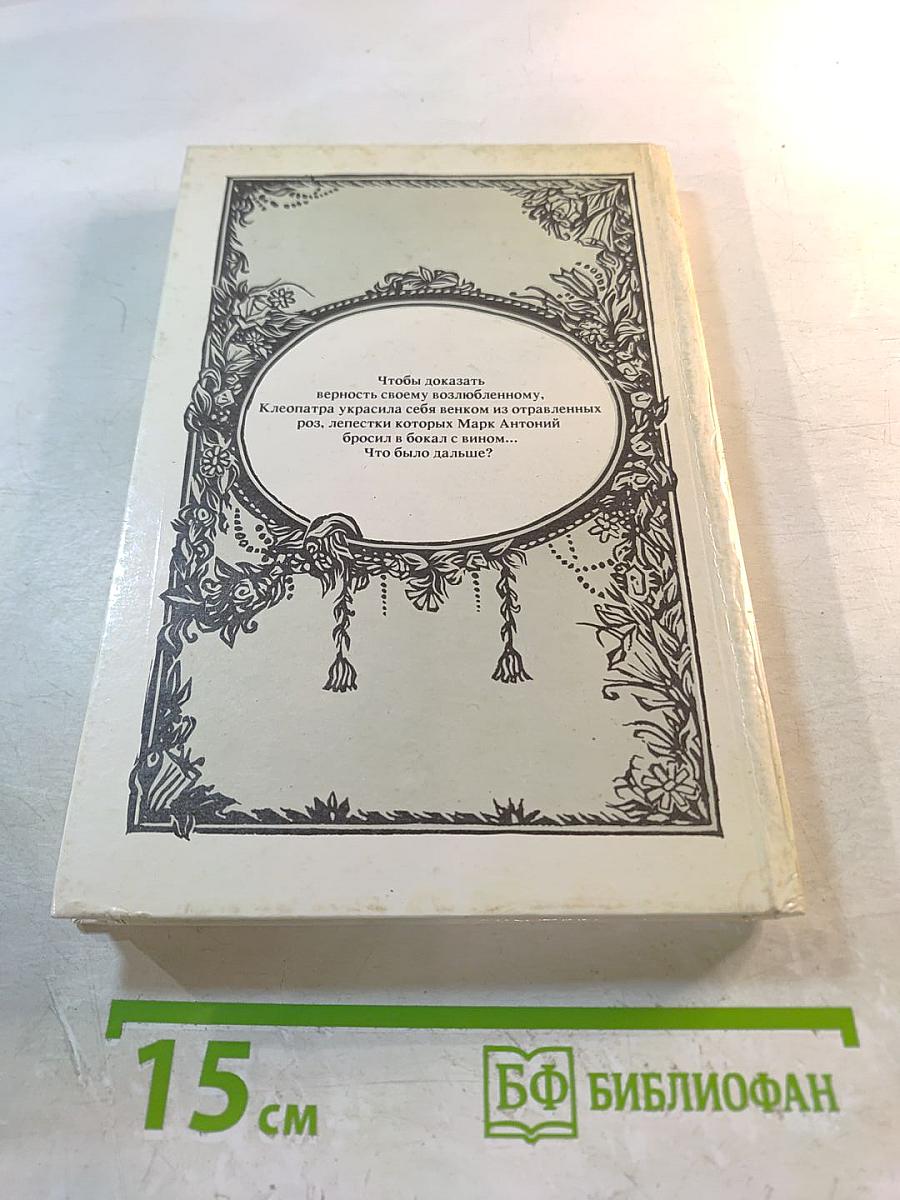 Чтобы доказать
верность своему возлюбленному,
Клеопатра украсила себя венком из отравленных
роз, лепестки которых Марк Антоний
бросил в бокал с вином...
Что было дальше?
15 см
БФ БИБЛИОФАН